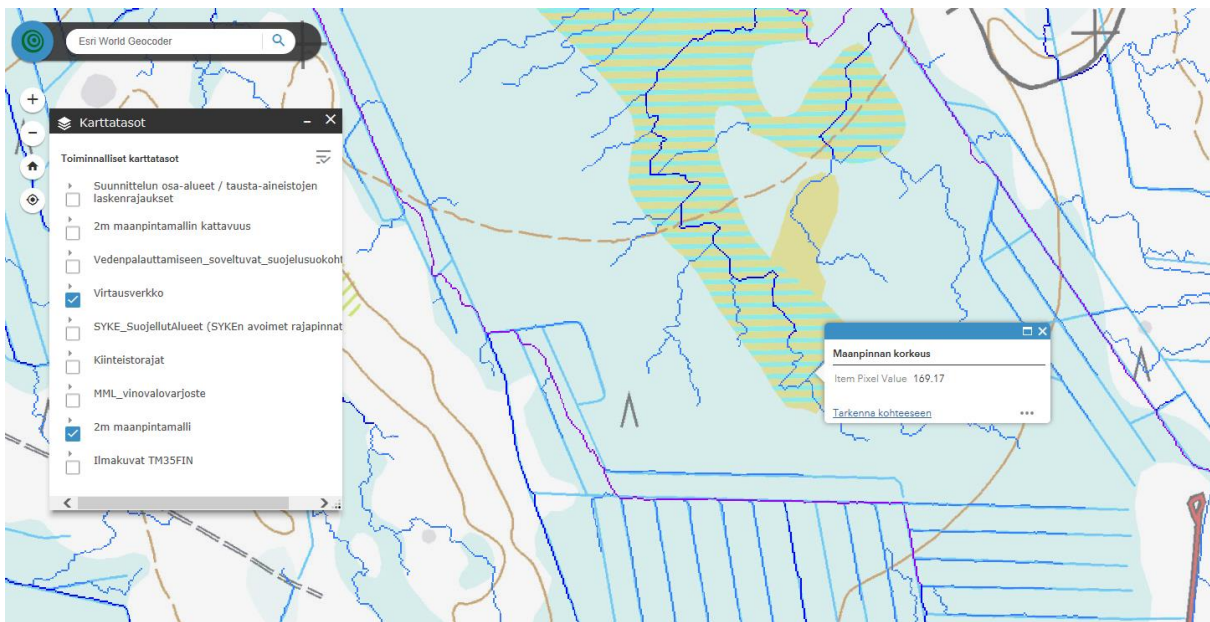 Esri World Geocoder
+
−
Karttatasot
Toiminnalliset karttatasot
Suunnittelun osa-alueet / tausta-aineistojen
laskenrajaukset
2m maanpintamallin kattavuus
Vedenpalauttamiseen_soveltuvat_suojelusuokoht
Virtausverkko
SYKE_SuojellutAlueet (SYKEn avoimet rajapinnat
Kiinteistorajat
MML_vinovalovarjoste
2m maanpintamalli
Ilmakuvat TM35FIN
Maanpinnan korkeus
Item Pixel Value 169.17
Tarkenna kohteeseen